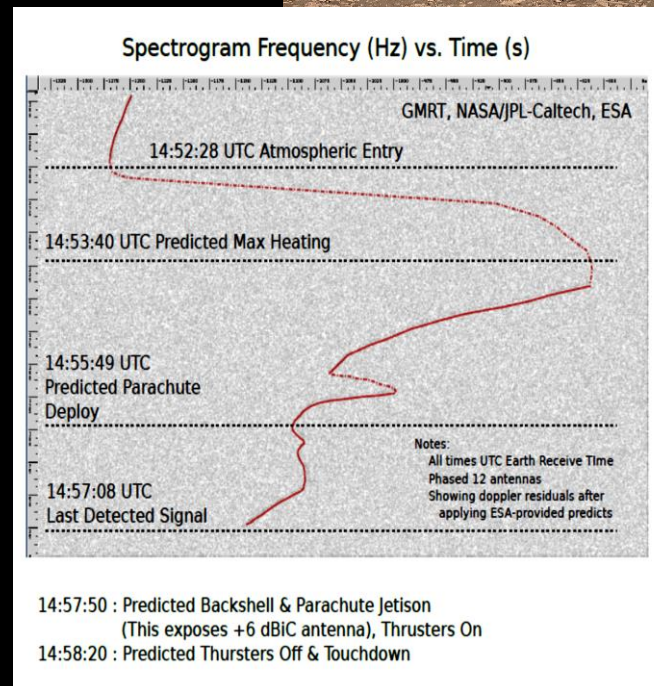 Spectrogram Frequency (Hz) vs. Time (s)
GMRT, NASA/JPL-Caltech, ESA
14:52:28 UTC Atmospheric Entry
14:53:40 UTC Predicted Max Heating
14:55:49 UTC
Predicted Parachute
Deploy
Notes:
All times UTC Earth Receive TIme
Phased 12 antennas
Showing doppler residuals after
applying ESA-provided predicts
14:57:08 UTC
Last Detected Signal
14:57:50 : Predicted Backshell & Parachute Jetison
(This exposes +6 dBiC antenna), Thrusters On
14:58:20 : Predicted Thursters Off & Touchdown